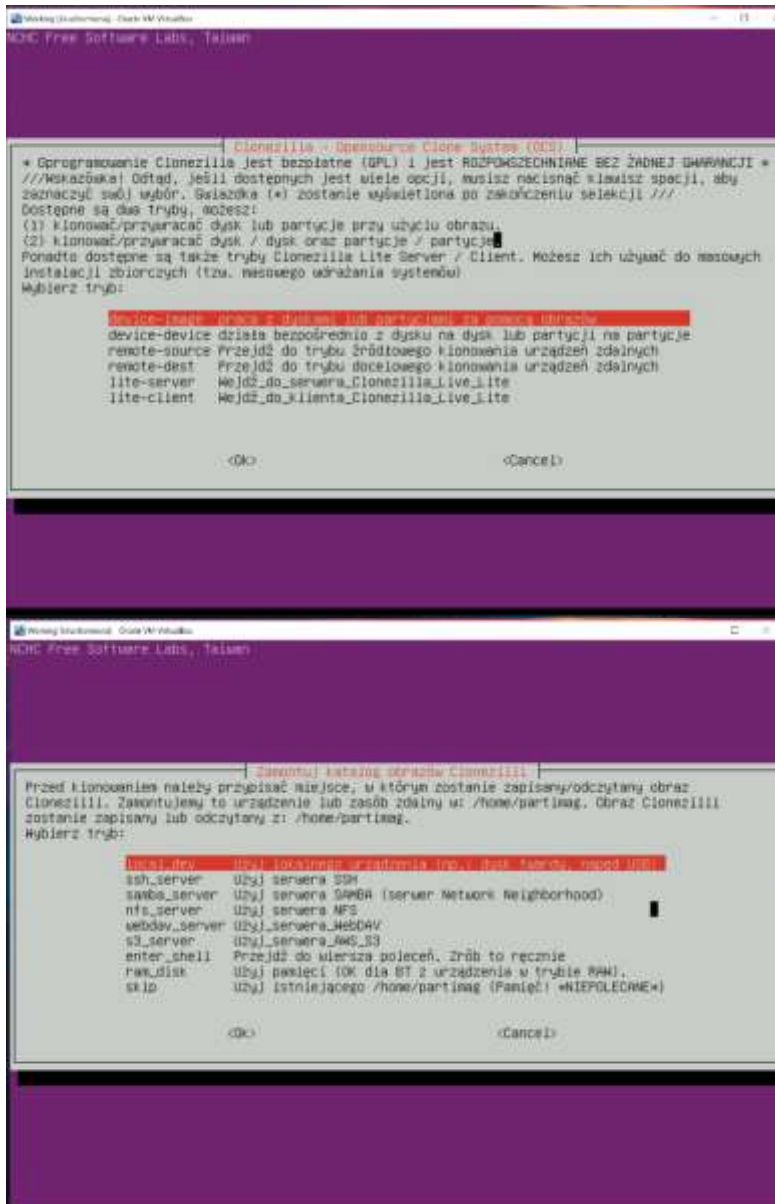 Working [Uruchomiona] - Oracle VM VirtualBox
NCHC Free Software Labs, Taiwan
Clonezilla - Opensource Clone System (OCS)
* Oprogramowanie Clonezilla jest bezpłatne (GPL) i jest ROZPOWSZECHNIANE BEZ ŻADNEJ GWARANCJI *
///Wskazówka! Odtąd, jeśli dostępnych jest wiele opcji, musisz nacisnąć klawisz spacji, aby
zaznaczyć swój wybór. Gwiazdka (*) zostanie wyświetlona po zakończeniu selekcji ///
Dostępne są dwa tryby, możesz:
(1) klonować/przywracać dysk lub partycje przy użyciu obrazu.
(2) klonować/przywracać dysk / dysk oraz partycje / partycje
Ponadto dostępne są także tryby Clonezilla Lite Server / Client. Możesz ich używać do masowych
instalacji zbiorczych (tzw. masowego wdrażania systemów)
Wybierz tryb:
device-image praca z dyskami lub partycjami za pomocą obrazów
device-device działa bezpośrednio z dysku na dysk lub partycji na partycje
remote-source Przejdź do trybu źródłowego klonowania urządzeń zdalnych
remote-dest Przejdź do trybu docelowego klonowania urządzeń zdalnych
lite-server Wejdź_do_serwera_Clonezilla_Live_Lite
lite-client Wejdź_do_klienta_Clonezilla_Live_Lite
<Ok> <Cancel>
Working [Uruchomiona] - Oracle VM VirtualBox
NCHC Free Software Labs, Taiwan
Zamontuj katalog obrazów Clonezilli
Przed klonowaniem należy przypisać miejsce, w którym zostanie zapisany/odczytany obraz
Clonezilli. Zamontujemy to urządzenie lub zasób zdalny w: /home/partimag. Obraz Clonezilli
zostanie zapisany lub odczytany z: /home/partimag.
Wybierz tryb:
local_dev Użyj lokalnego urządzenia (np.: dysk twardy, napęd USB)
ssh_server Użyj serwera SSH
samba_server Użyj serwera SAMBA (serwer Network Neighborhood)
nfs_server Użyj serwera NFS
webdav_server Użyj_serwera_WebDAV
s3_server Użyj_serwera_AWS_S3
enter_shell Przejdź do wiersza poleceń. Zrób to ręcznie
ram_disk Użyj pamięci (OK dla BT z urządzenia w trybie RAW).
skip Użyj istniejącego /home/partimag (Pamięć! *NIEPOLECANE*)
<Ok> <Cancel>